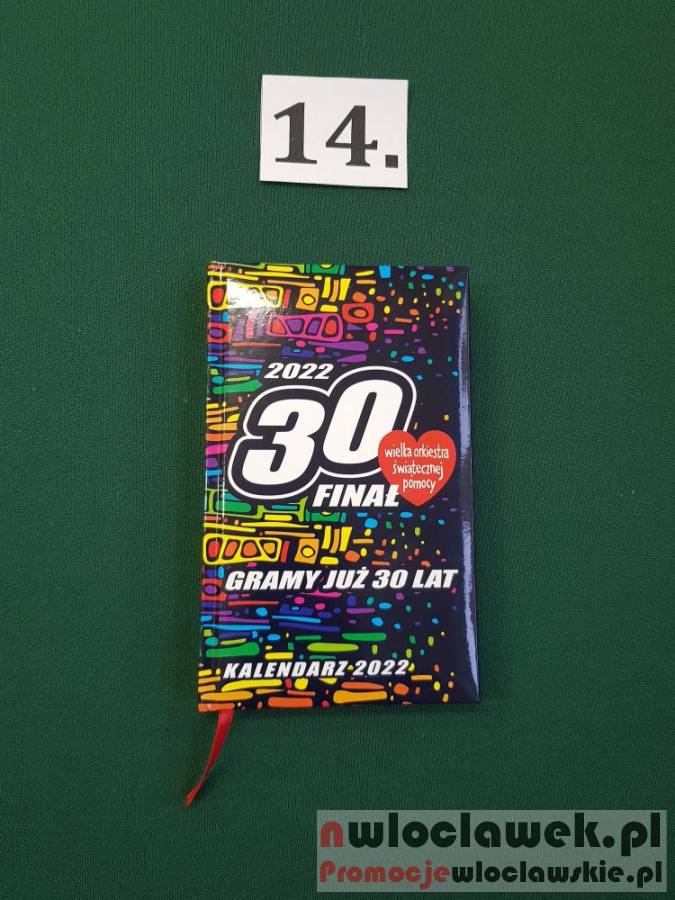 14.
2022
30
FINAŁ
wielka orkiestra
świątecznej
pomocy
GRAMY JUŻ 30 LAT
KALENDARZ 2022
nwloclawek.pl
Promocjewloclawskie.pl